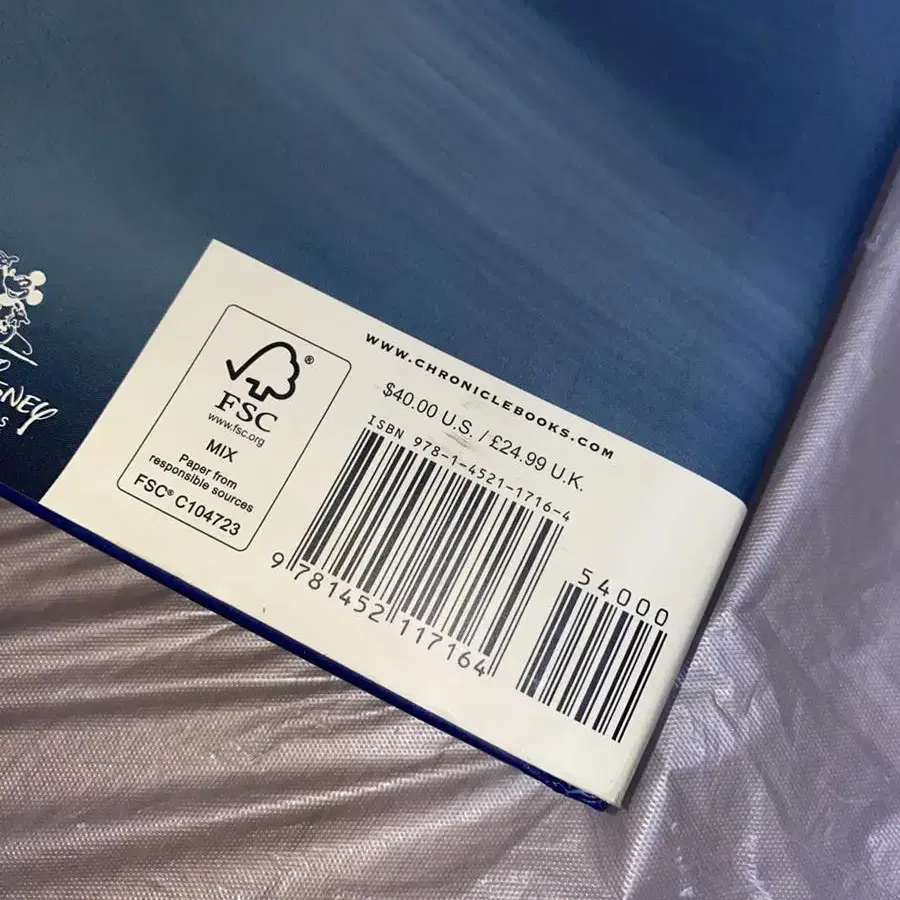 WWW.CHRONICLEBOOKS.COM
$40.00 U.S. / £24.99 U.K.
ISBN 978-1-4521-1716-4
9 781452 117164
54000
FSC®
www.fsc.org
MIX
Paper from
responsible sources
FSC® C104723